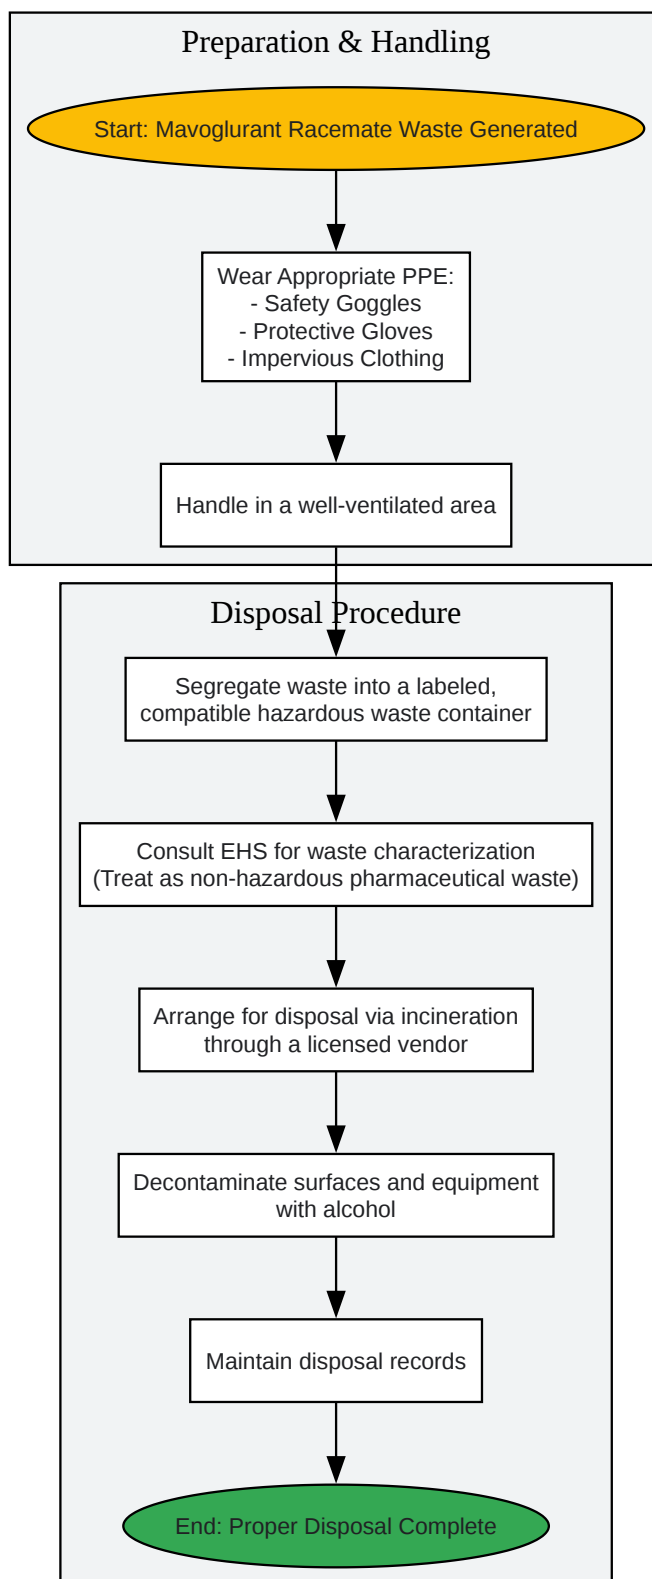 Preparation & Handling
Start: Mavoglurant Racemate Waste Generated
Wear Appropriate PPE:
- Safety Goggles
- Protective Gloves
- Impervious Clothing
Handle in a well-ventilated area
Disposal Procedure
Segregate waste into a labeled,
compatible hazardous waste container
Consult EHS for waste characterization
(Treat as non-hazardous pharmaceutical waste)
Arrange for disposal via incineration
through a licensed vendor
Decontaminate surfaces and equipment
with alcohol
Maintain disposal records
End: Proper Disposal Complete